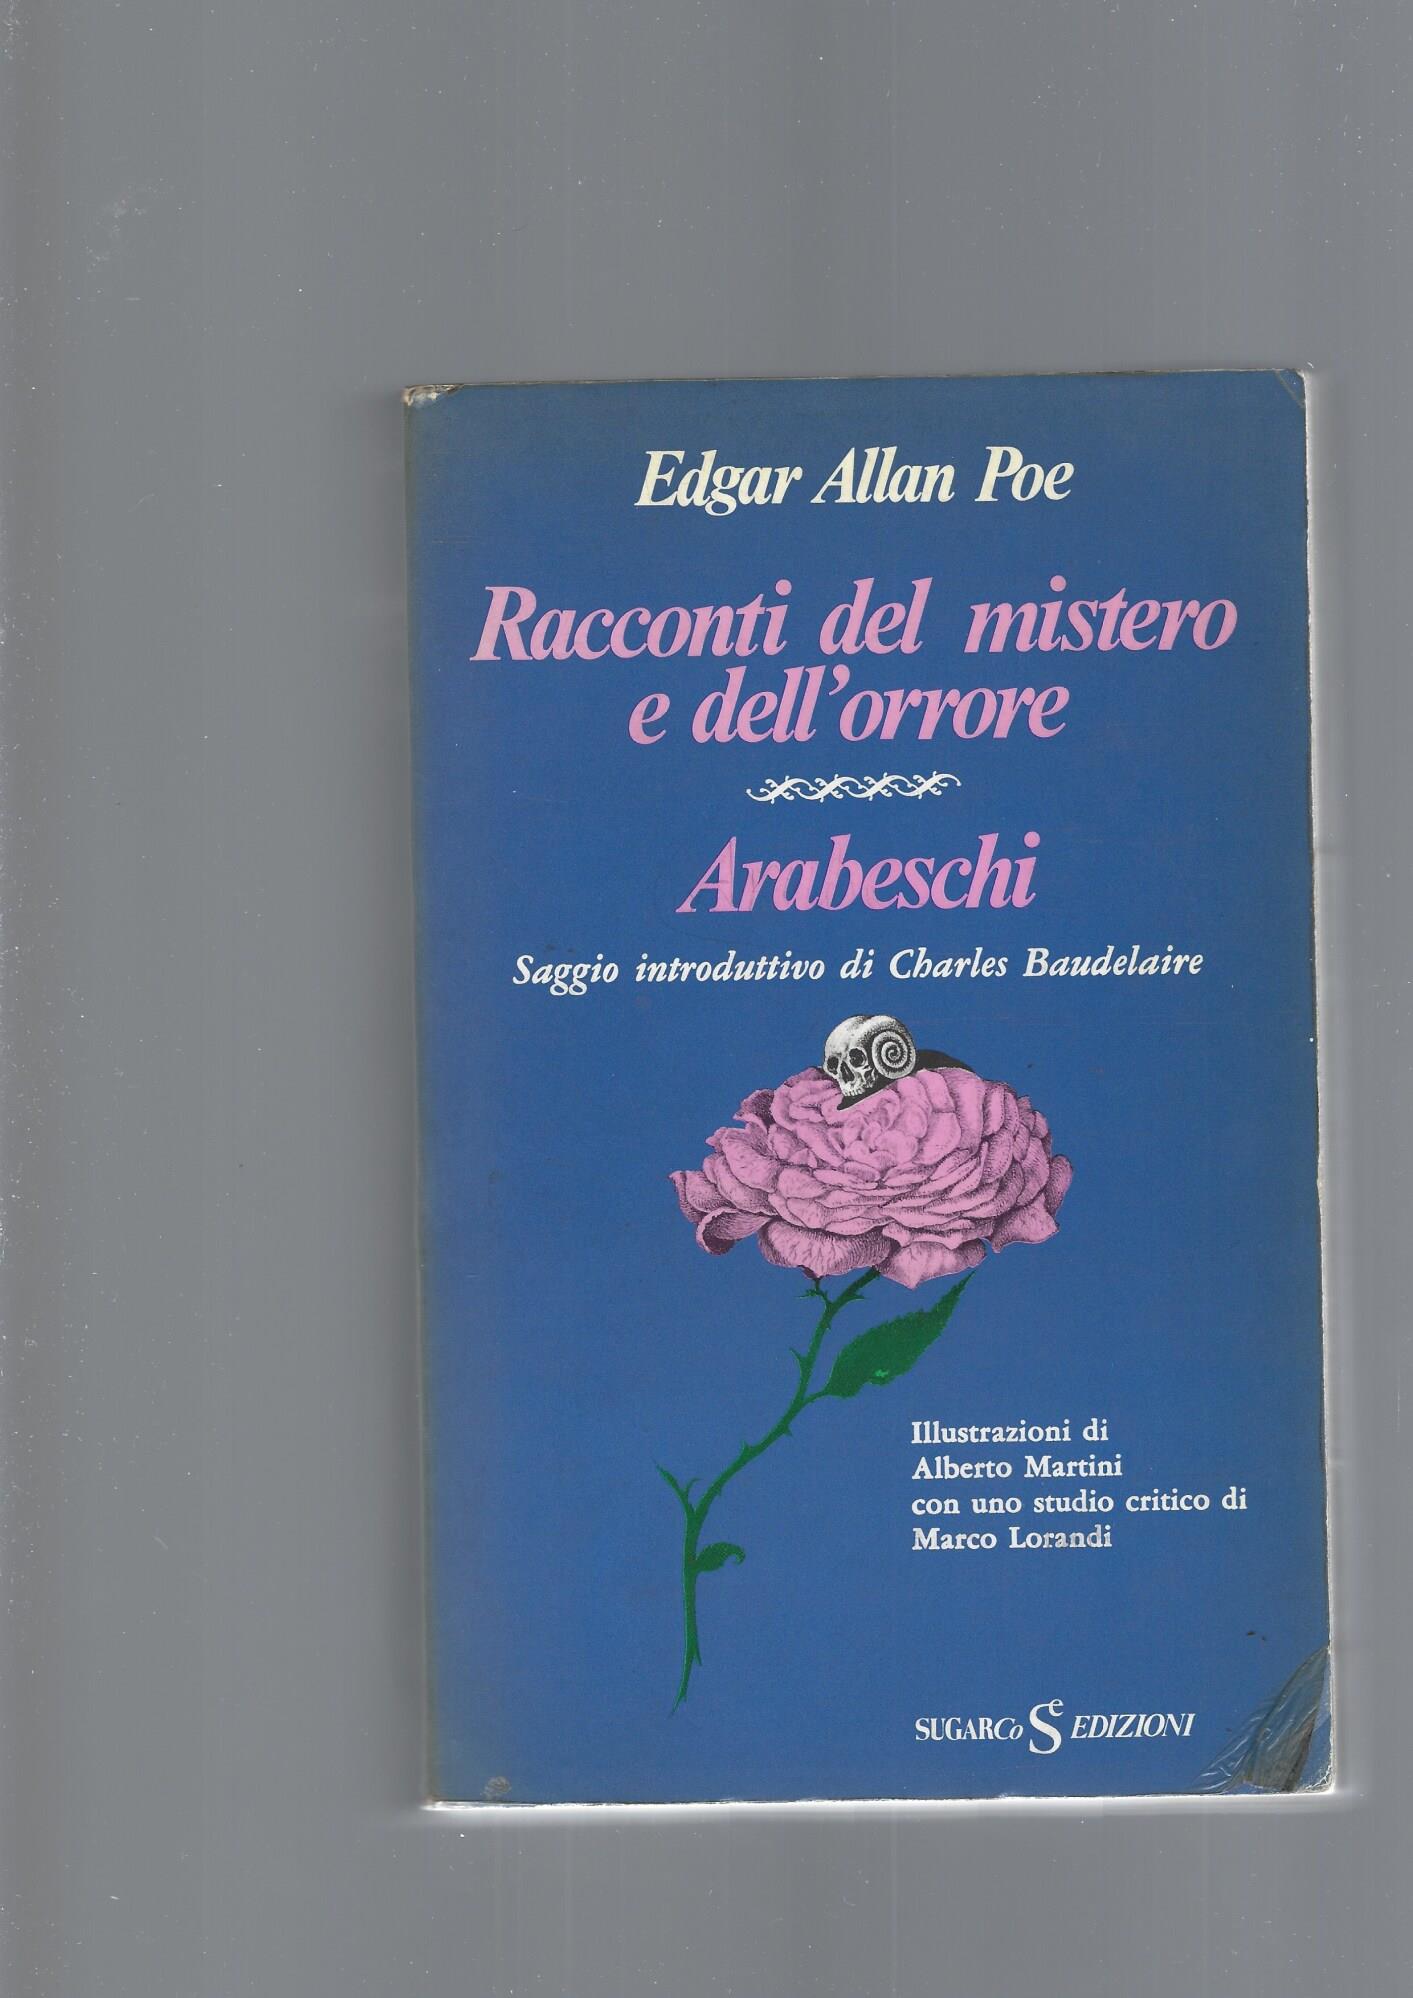 Edgar Allan Poe
Racconti del mistero
e dell'orrore
Arabeschi
Saggio introduttivo di Charles Baudelaire
Illustrazioni di
Alberto Martini
con uno studio critico di
Marco Lorandi
SUGARCo Se EDIZIONI